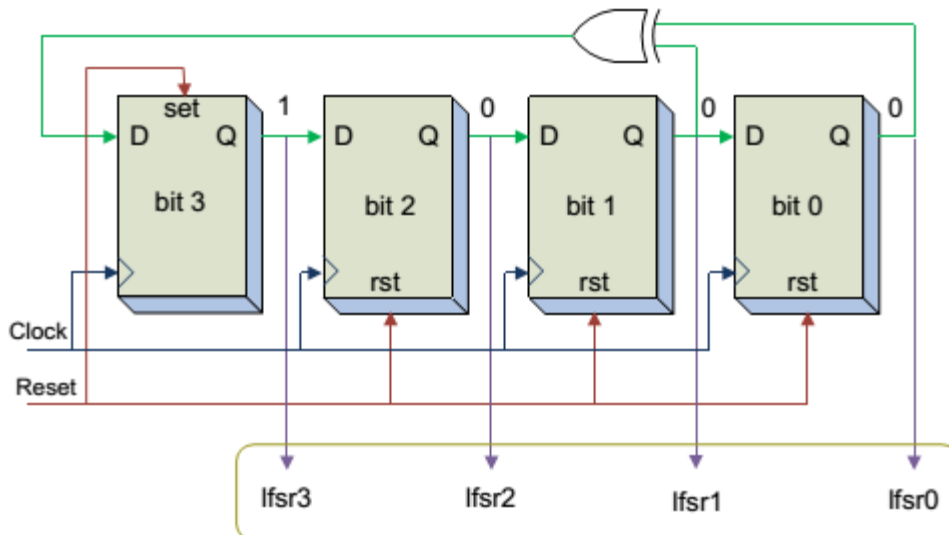 set 1 0 0 0
D Q D Q D Q D Q
bit 3 bit 2 bit 1 bit 0
rst rst rst
Clock
Reset
lfsr3 lfsr2 lfsr1 lfsr0